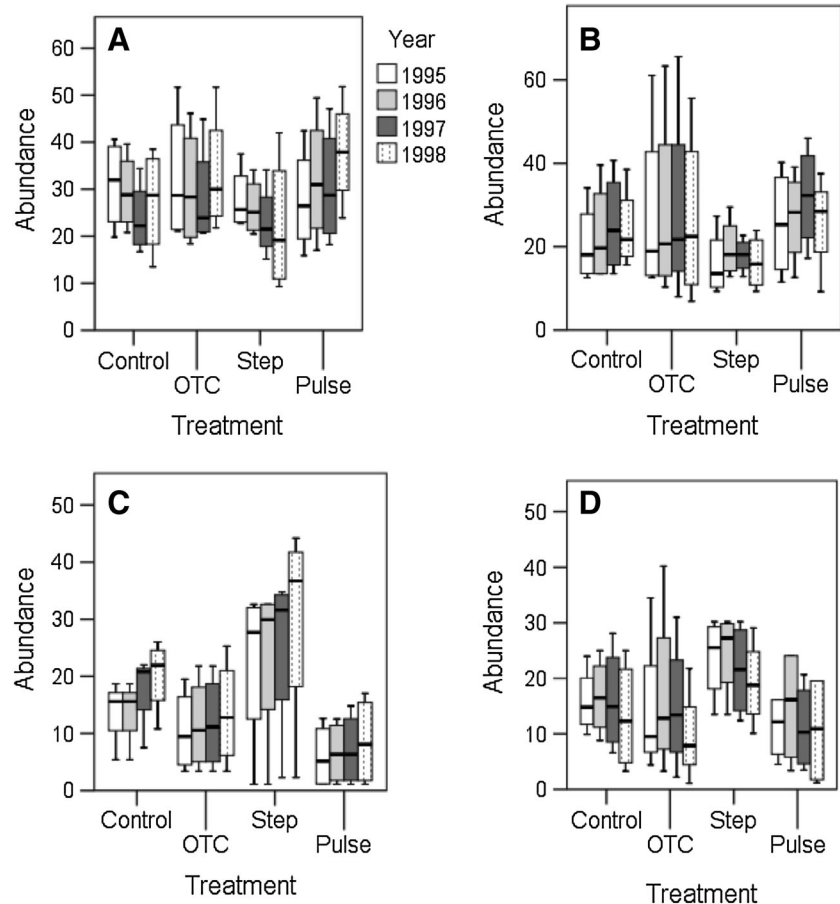 A
Abundance
60
50
40
30
20
10
0
Control
OTC
Step
Pulse
Treatment
Year
1995
1996
1997
1998
B
Abundance
60
40
20
0
Control
OTC
Step
Pulse
Treatment
C
Abundance
50
40
30
20
10
0
Control
OTC
Step
Pulse
Treatment
D
Abundance
50
40
30
20
10
0
Control
OTC
Step
Pulse
Treatment